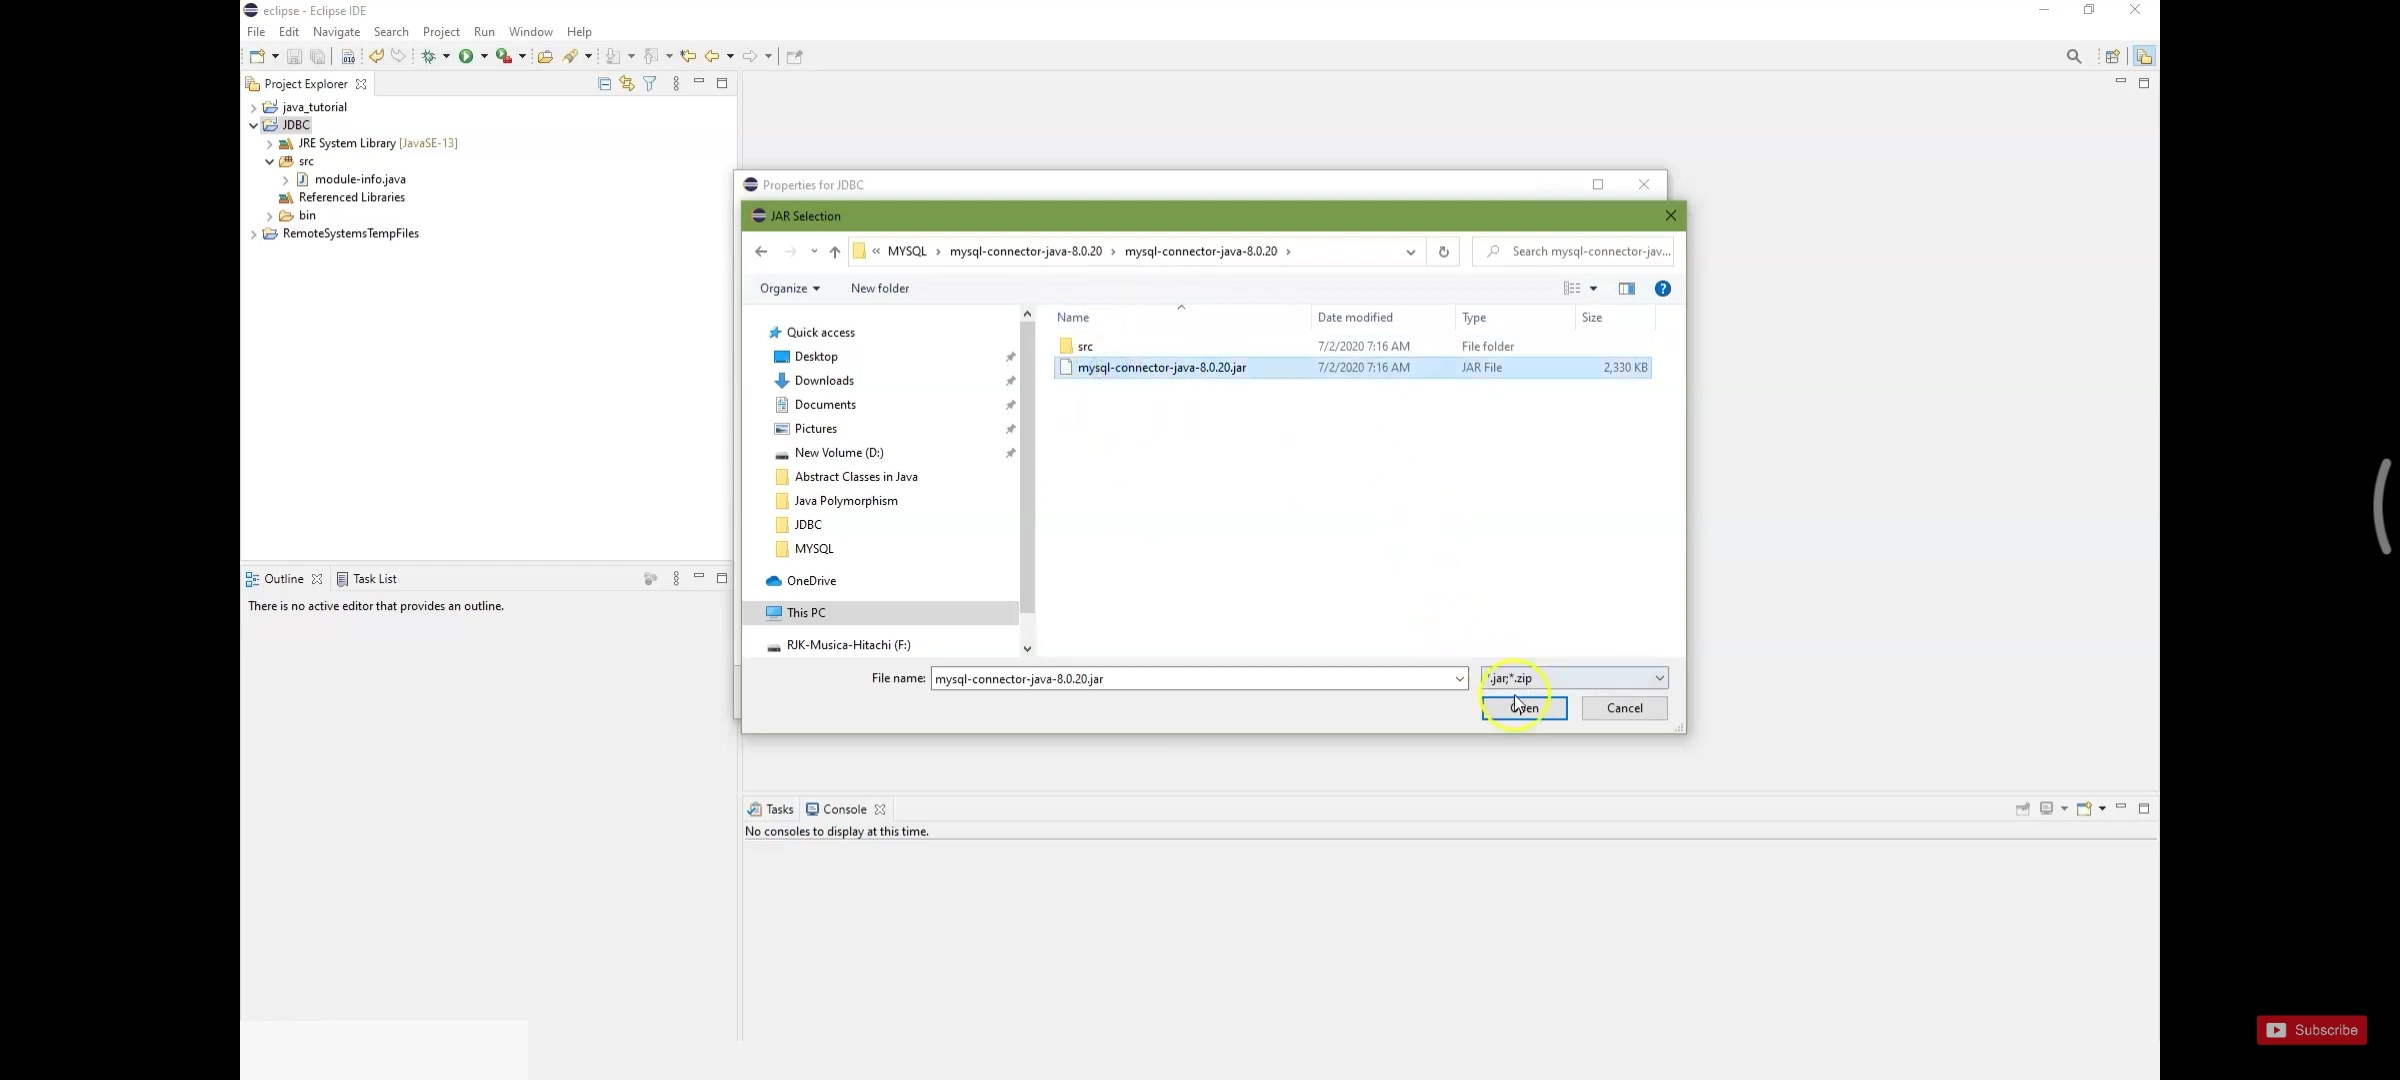 eclipse - Eclipse IDE
File Edit Navigate Search Project Run Window Help
Project Explorer
java_tutorial
JDBC
JRE System Library [JavaSE-13]
src
module-info.java
Referenced Libraries
bin
RemoteSystemsTempFiles
Outline Task List
There is no active editor that provides an outline.
Properties for JDBC
JAR Selection
« MYSQL › mysql-connector-java-8.0.20 › mysql-connector-java-8.0.20 ›
Search mysql-connector-jav...
Organize New folder
Quick access
Desktop
Downloads
Documents
Pictures
New Volume (D:)
Abstract Classes in Java
Java Polymorphism
JDBC
MYSQL
OneDrive
This PC
RJK-Musica-Hitachi (F:)
Name Date modified Type Size
src 7/2/2020 7:16 AM File folder
mysql-connector-java-8.0.20.jar 7/2/2020 7:16 AM JAR File 2,330 KB
File name: mysql-connector-java-8.0.20.jar *.jar;*.zip
Open Cancel
Tasks Console
No consoles to display at this time.
Subscribe